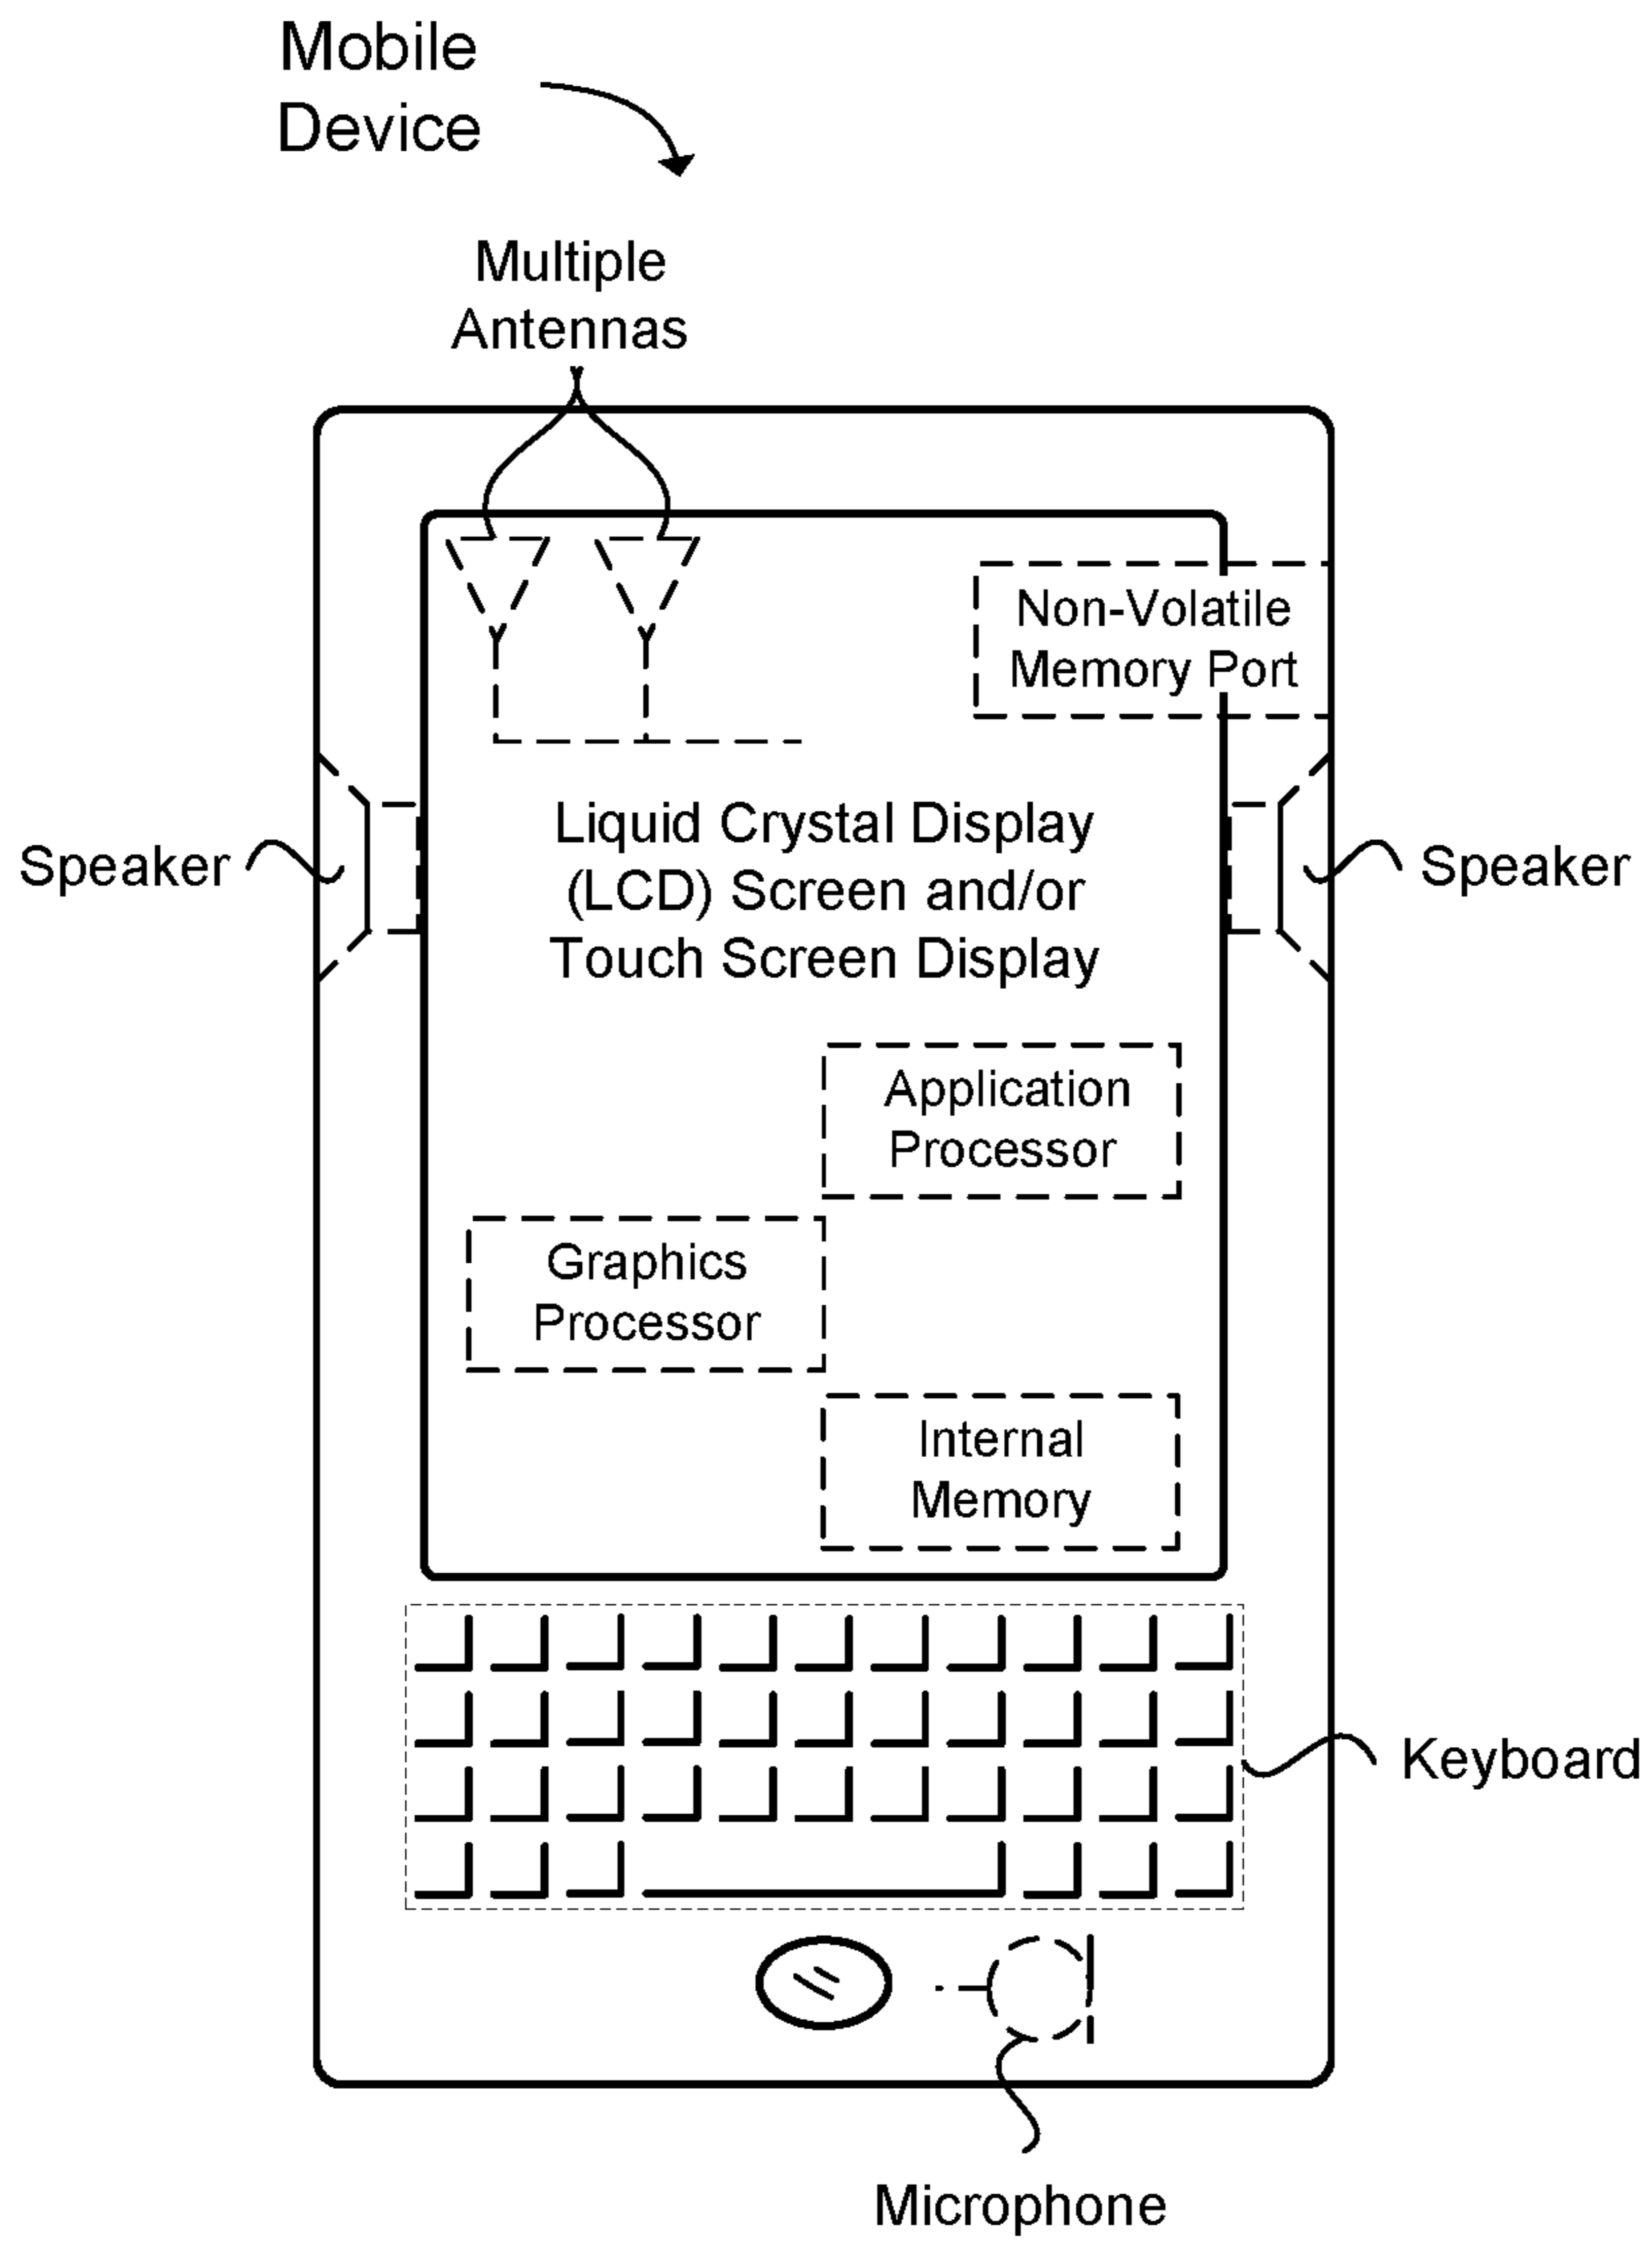 Mobile
Device
Multiple
Antennas
Non-Volatile
Memory Port
Speaker
Liquid Crystal Display
(LCD) Screen and/or
Touch Screen Display
Speaker
Application
Processor
Graphics
Processor
Internal
Memory
Keyboard
Microphone